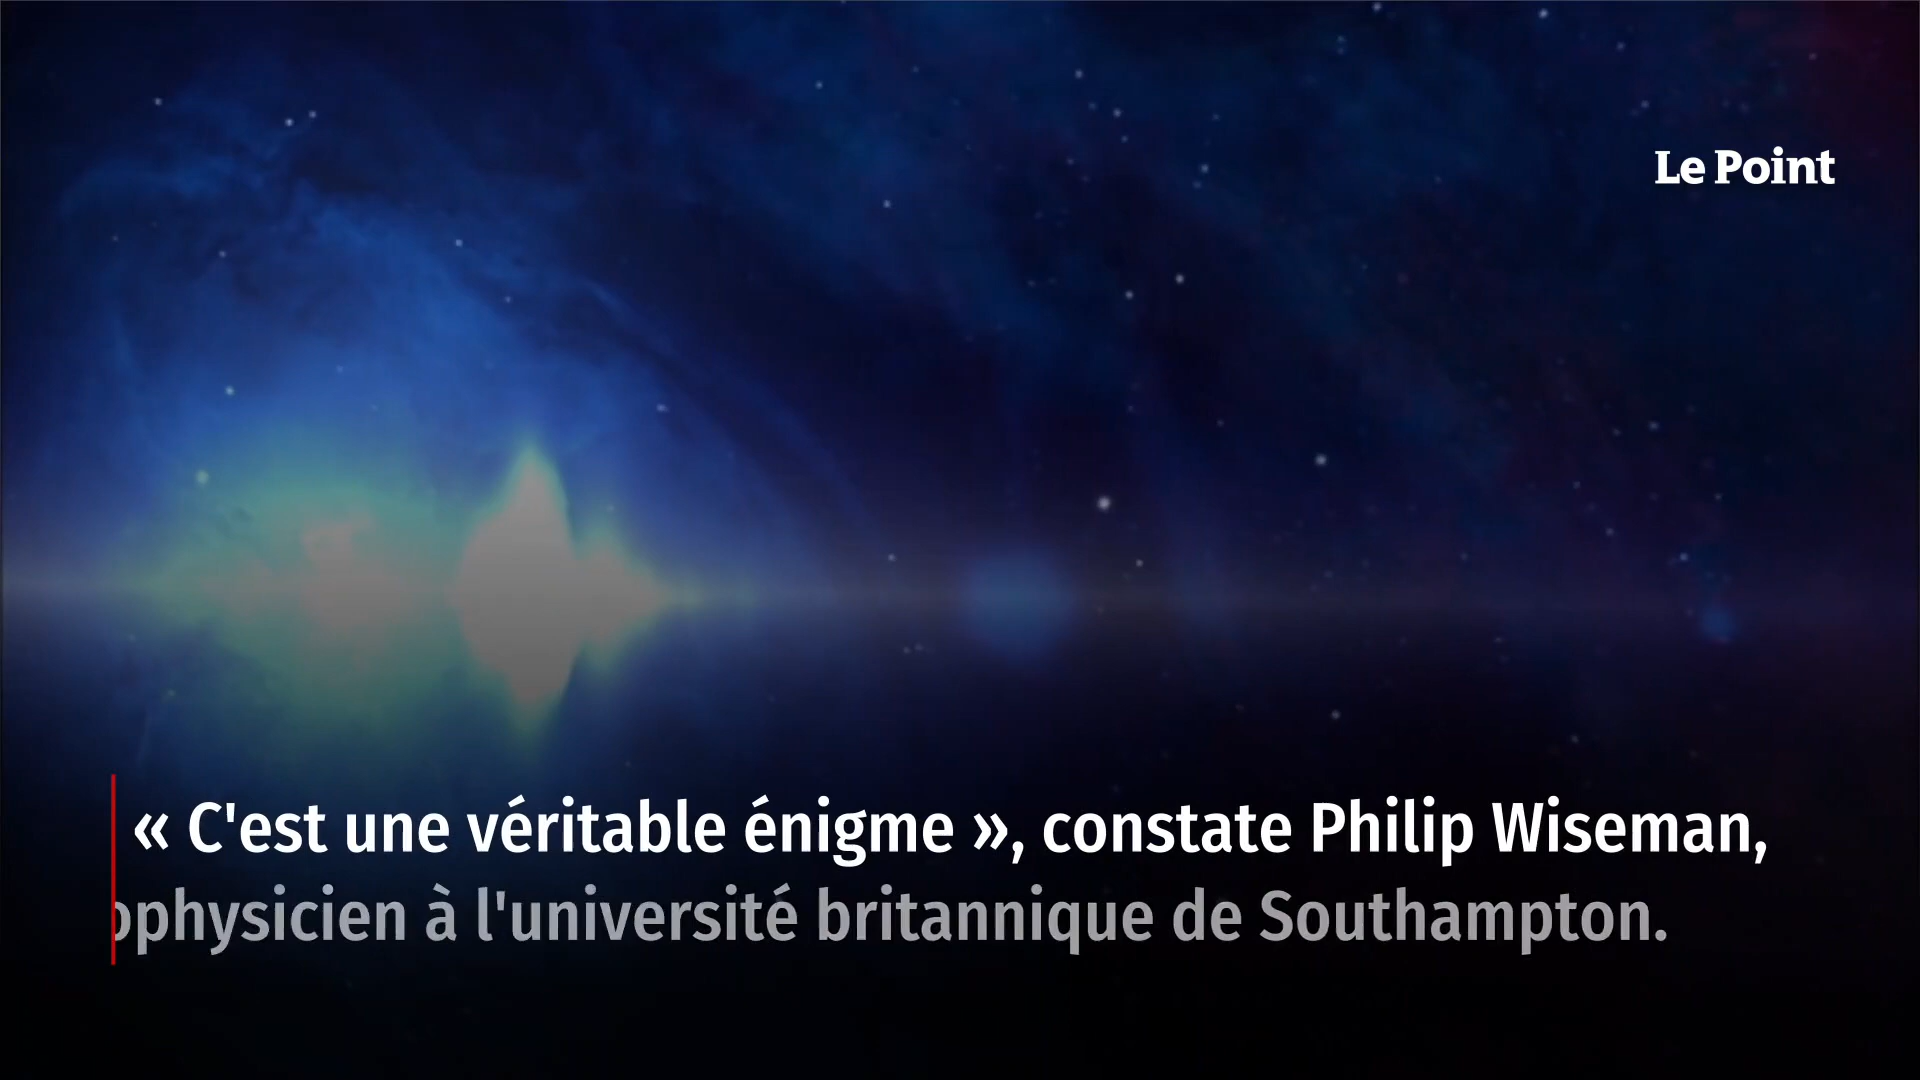 Le Point
« C'est une véritable énigme », constate Philip Wiseman,
ophysicien à l'université britannique de Southampton.